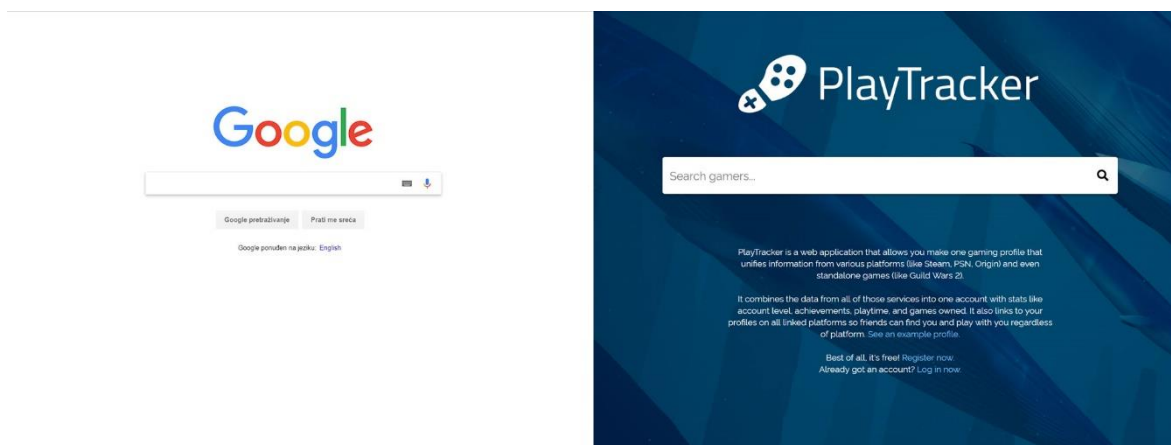 Google
Google pretraživanje
Prati me sreća
Google ponuđen na jeziku: English
PlayTracker
Search gamers...
PlayTracker is a web application that allows you make one gaming profile that
unifies information from various platforms (like Steam, PSN, Origin) and even
standalone games (like Guild Wars 2).
It combines the data from all of those services into one account with stats like
account level, achievements, playtime, and games owned. It also links to your
profiles on all linked platforms so friends can find you and play with you regardless
of platform. See an example profile.
Best of all, it's free! Register now.
Already got an account? Log in now.